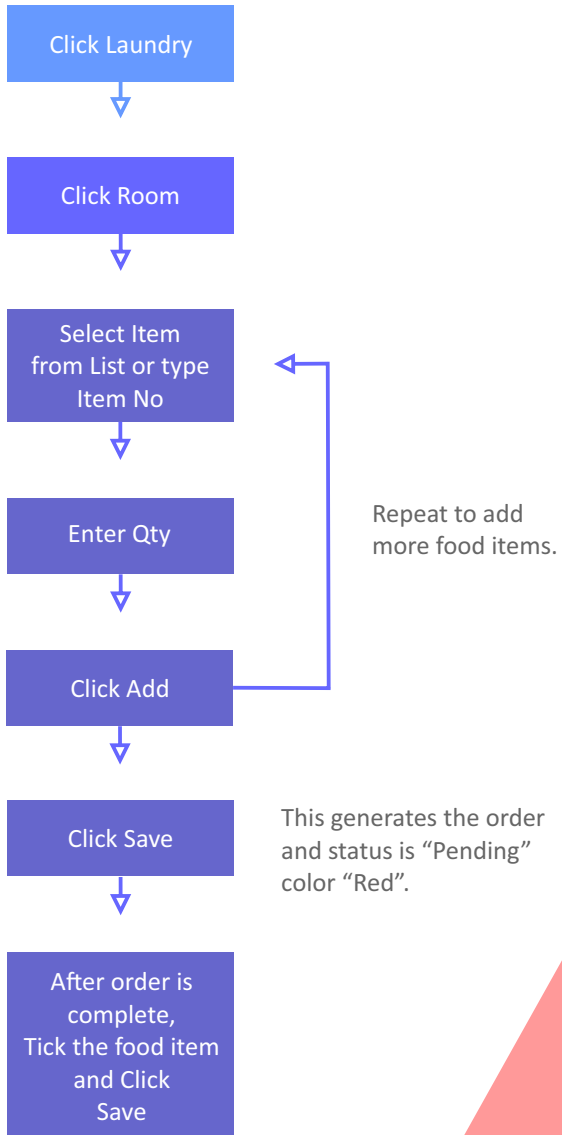 Click Laundry
Click Room
Select Item
from List or type
Item No
Enter Qty
Repeat to add
more food items.
Click Add
Click Save
This generates the order
and status is “Pending”
color “Red”.
After order is
complete,
Tick the food item
and Click
Save